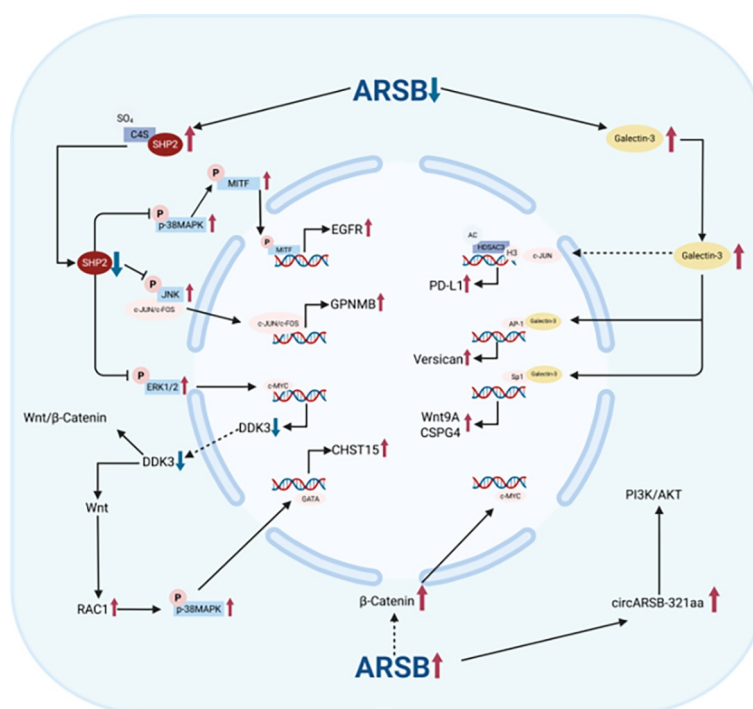 ARSB
SO₄
C4S
SHP2
Galectin-3
P
MITF
P
p-38MAPK
EGFR
P
MITF
AC
HDSAC3
H3
c-JUN
Galectin-3
SHP2
PD-L1
P
JNK
c-JUN/c-FOS
GPNMB
c-JUN/c-FOS
AP-1
Galectin-3
Versican
P
ERK1/2
c-MYC
Sp1
Galectin-3
Wnt/β-Catenin
DDK3
Wnt9A
CSPG4
DDK3
CHST15
GATA
c-MYC
PI3K/AKT
Wnt
RAC1
P
p-38MAPK
β-Catenin
circARSB-321aa
ARSB